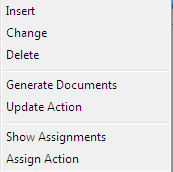 Insert
Change
Delete
Generate Documents
Update Action
Show Assignments
Assign Action